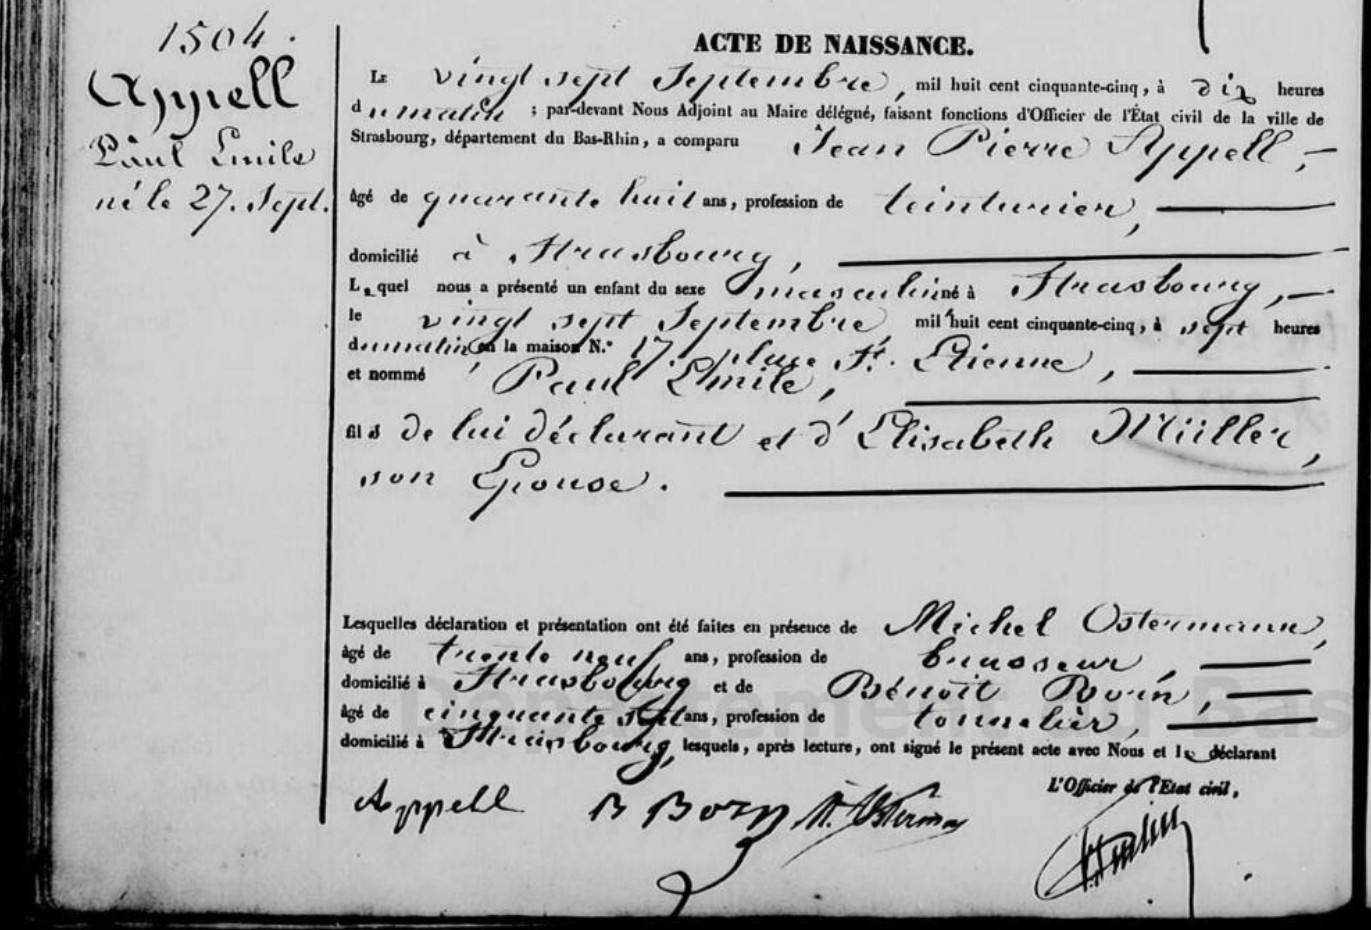 1504.
Appell
Paul Emile
né le 27. Sept.
ACTE DE NAISSANCE.
LE vingt sept Septembre, mil huit cent cinquante-cinq, à dix heures
du matin ; par-devant Nous Adjoint au Maire délégué, faisant fonctions d'Officier de l'État civil de la ville de
Strasbourg, département du Bas-Rhin, a comparu Jean Pierre Appell,
âgé de quarante huit ans, profession de teinturier,
domicilié à Strasbourg,
Lequel nous a présenté un enfant du sexe masculin né à Strasbourg,
le vingt sept Septembre mil huit cent cinquante-cinq, à sept heures
du matin, en la maison N.° 17. place St. Etienne,
et nommé Paul Emile,
fils de lui déclarant et d'Elisabeth Müller,
son Epouse.
Lesquelles déclaration et présentation ont été faites en présence de Michel Ostermann,
âgé de trente neuf ans, profession de brasseur,
domicilié à Strasbourg et de Bénoit Born,
âgé de cinquante sept ans, profession de tonnelier,
domicilié à Strasbourg, lesquels, après lecture, ont signé le présent acte avec Nous et le déclarant
L'Officier de l'Etat civil,
Appell B Born M. Osterman
Département du Bas